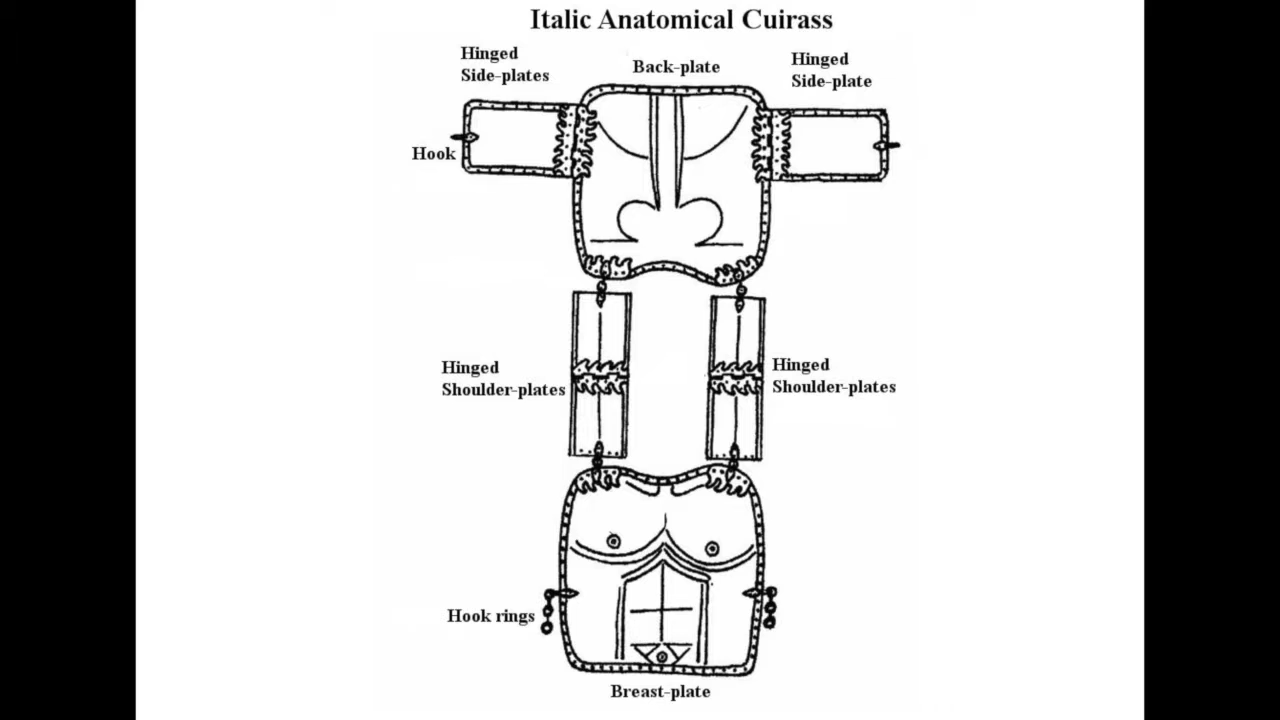 Italic Anatomical Cuirass
Hinged
Side-plates
Back-plate
Hinged
Side-plate
Hook
Hinged
Shoulder-plates
Hinged
Shoulder-plates
Hook rings
Breast-plate